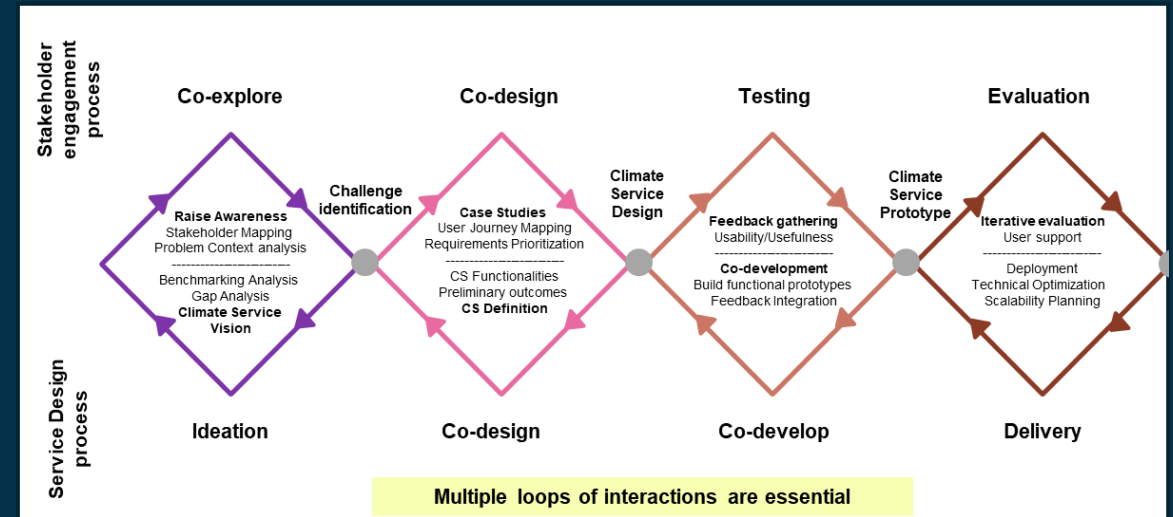 Stakeholder
engagement
process
Co-explore
Co-design
Testing
Evaluation
Raise Awareness
Stakeholder Mapping
Problem Context analysis
--------------------------
Benchmarking Analysis
Gap Analysis
Climate Service
Vision
Challenge
identification
Case Studies
User Journey Mapping
Requirements Prioritization
--------------------------
CS Functionalities
Preliminary outcomes
CS Definition
Climate
Service
Design
Feedback gathering
Usability/Usefulness
--------------------------
Co-development
Build functional prototypes
Feedback Integration
Climate
Service
Prototype
Iterative evaluation
User support
--------------------------
Deployment
Technical Optimization
Scalability Planning
Service Design
process
Ideation
Co-design
Co-develop
Delivery
Multiple loops of interactions are essential